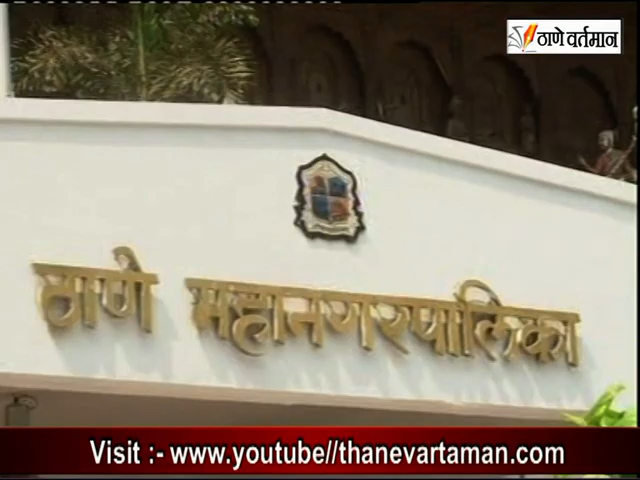 ठाणे वर्तमान
ठाणे महानगरपालिका
Visit :- www.youtube//thanevartaman.com